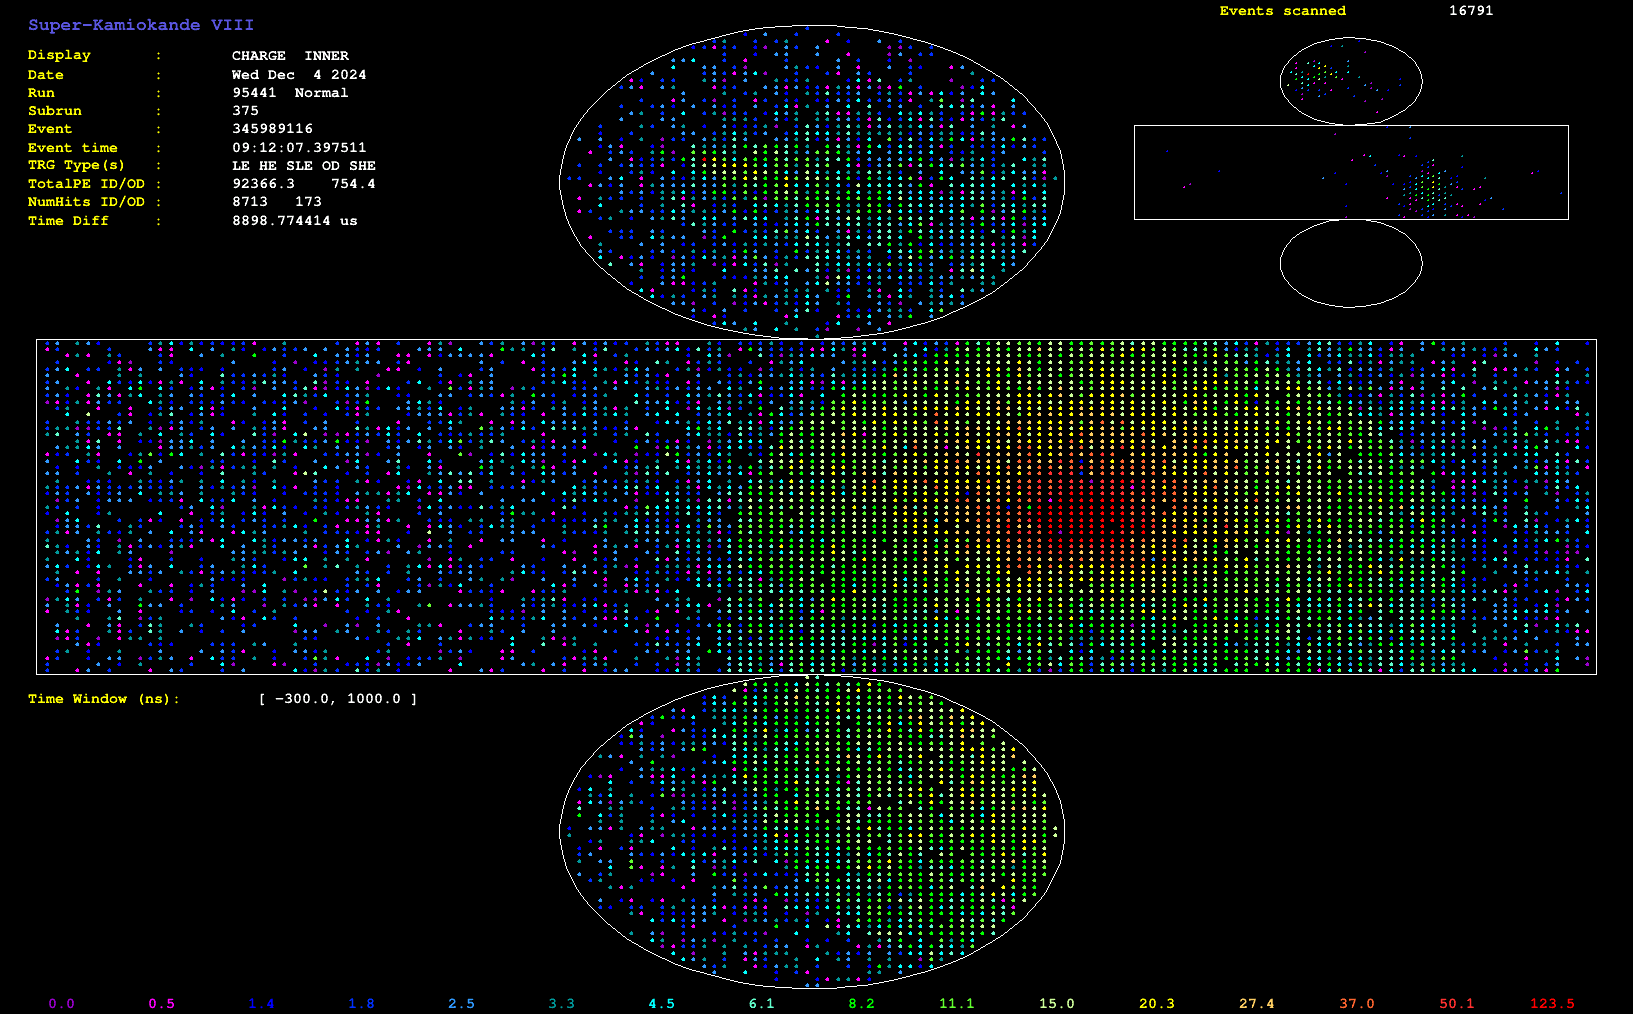 Super-Kamiokande VIII
Events scanned 16791
Display : CHARGE INNER
Date : Wed Dec 4 2024
Run : 95441 Normal
Subrun : 375
Event : 345989116
Event time : 09:12:07.397511
TRG Type(s) : LE HE SLE OD SHE
TotalPE ID/OD : 92366.3 754.4
NumHits ID/OD : 8713 173
Time Diff : 8898.774414 us
Time Window (ns): [ -300.0, 1000.0 ]
0.0 0.5 1.4 1.8 2.5 3.3 4.5 6.1 8.2 11.1 15.0 20.3 27.4 37.0 50.1 123.5